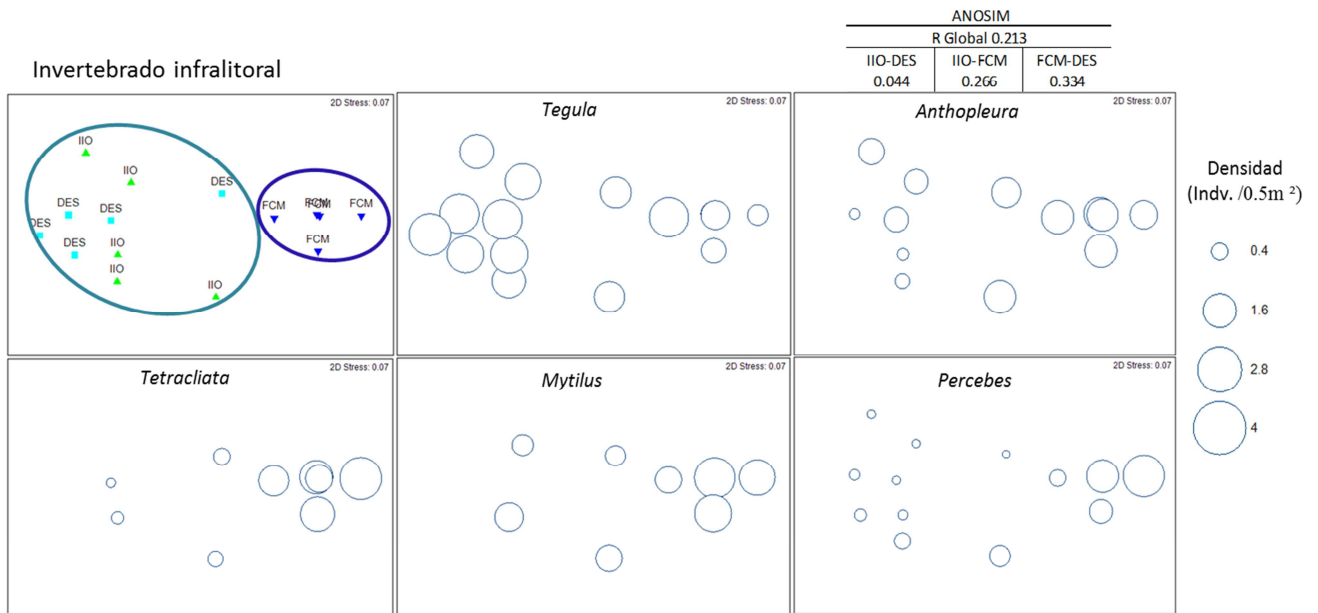 ANOSIM
R Global 0.213
IIO-DES IIO-FCM FCM-DES
0.044 0.266 0.334
Invertebrado infralitoral
2D Stress: 0.07
IIO
IIO
DES
DES
DES
DES
DES
IIO
IIO
IIO
FCM
FCM
FCM
FCM
2D Stress: 0.07
Tegula
2D Stress: 0.07
Anthopleura
Densidad
(Indv. /0.5m ²)
0.4
1.6
2.8
4
2D Stress: 0.07
Tetracliata
2D Stress: 0.07
Mytilus
2D Stress: 0.07
Percebes